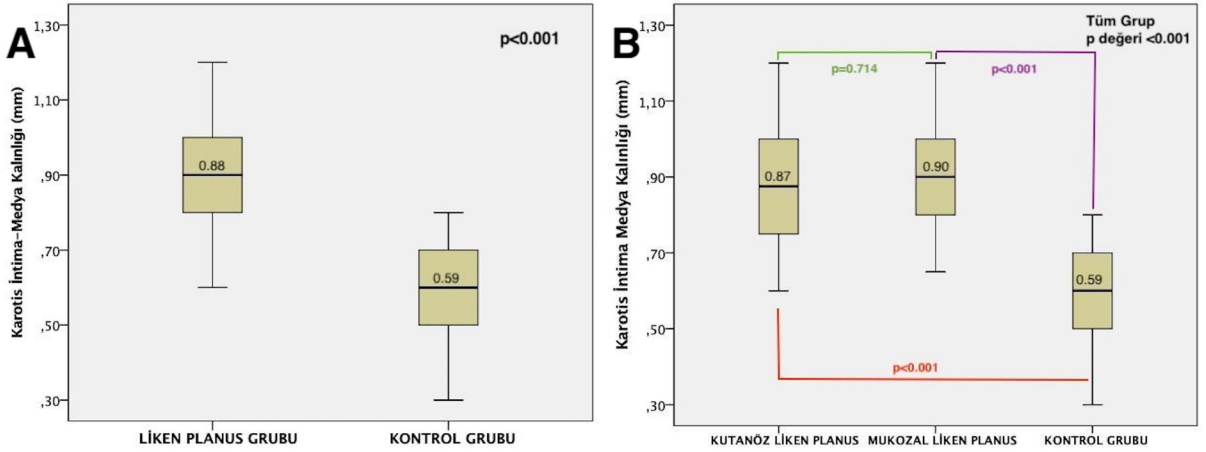 A
p<0.001
Karotis İntima-Medya Kalınlığı (mm)
1,30
1,10
,90
,70
,50
,30
0.88
0.59
LİKEN PLANUS GRUBU
KONTROL GRUBU
B
Tüm Grup
p değeri <0.001
Karotis İntima Medya Kalınlığı (mm)
1,30
1,10
,90
,70
,50
,30
p=0.714
p<0.001
0.87
0.90
0.59
p<0.001
KUTANÖZ LİKEN PLANUS
MUKOZAL LİKEN PLANUS
KONTROL GRUBU